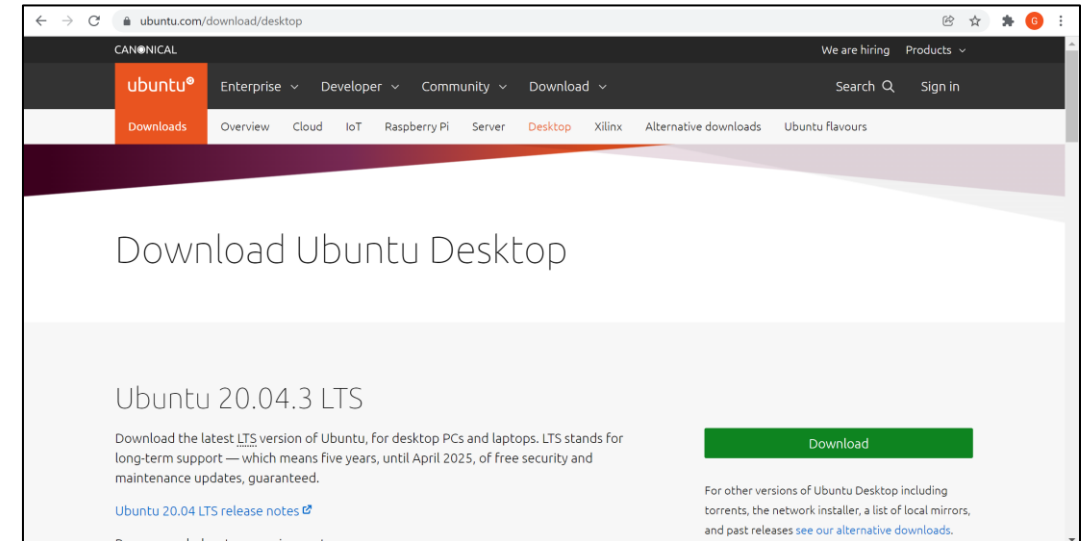 ubuntu.com/download/desktop
G
CANONICAL
We are hiring Products
ubuntu® Enterprise Developer Community Download Search Sign in
Downloads Overview Cloud IoT Raspberry Pi Server Desktop Xilinx Alternative downloads Ubuntu flavours
Download Ubuntu Desktop
Ubuntu 20.04.3 LTS
Download the latest LTS version of Ubuntu, for desktop PCs and laptops. LTS stands for
long-term support — which means five years, until April 2025, of free security and
maintenance updates, guaranteed.
Ubuntu 20.04 LTS release notes
Download
For other versions of Ubuntu Desktop including
torrents, the network installer, a list of local mirrors,
and past releases see our alternative downloads.